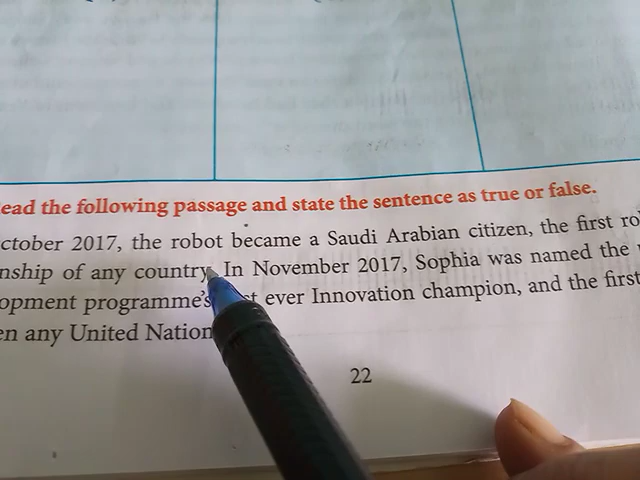 ead the following passage and state the sentence as true or false.
ctober 2017, the robot became a Saudi Arabian citizen, the first ro
nship of any country. In November 2017, Sophia was named the
opment programme's st ever Innovation champion, and the first
en any United Nation
22